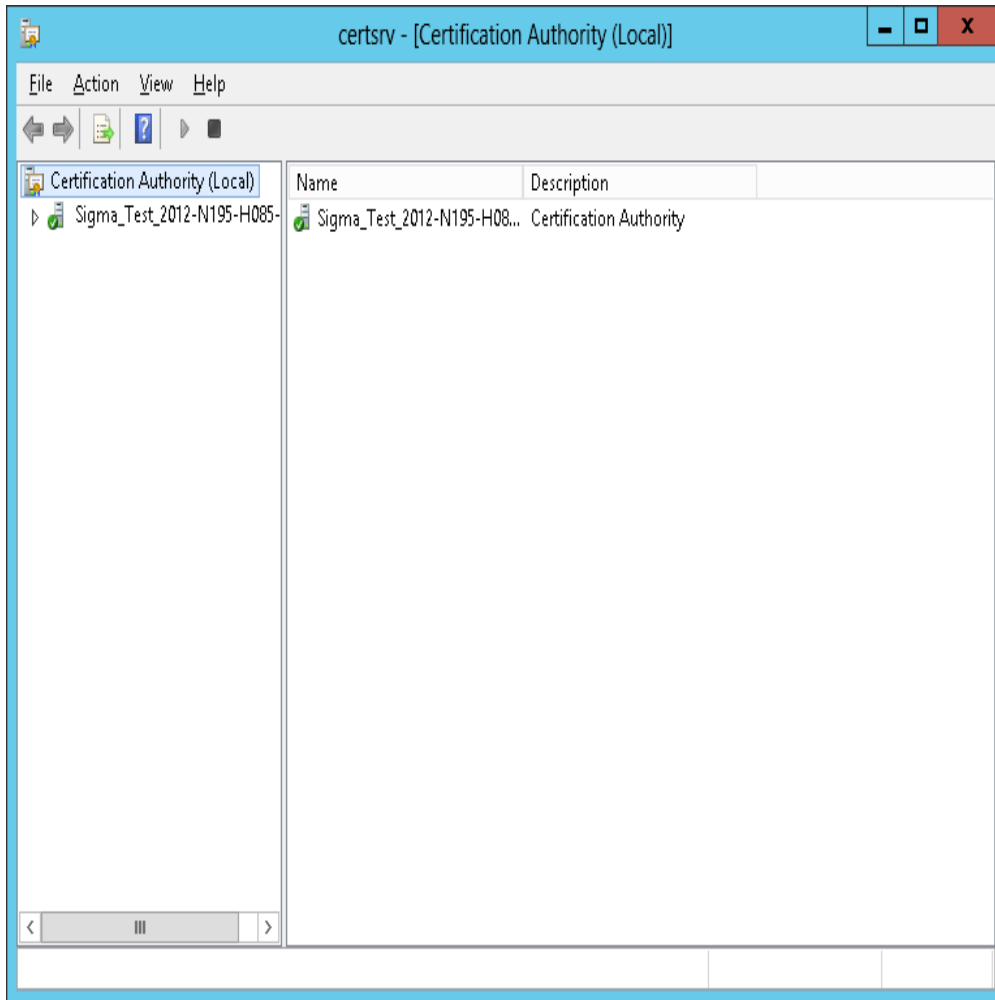 certsrv - [Certification Authority (Local)]
X
File Action View Help
?
Certification Authority (Local)
Sigma_Test_2012-N195-H085-
Name Description
Sigma_Test_2012-N195-H08... Certification Authority